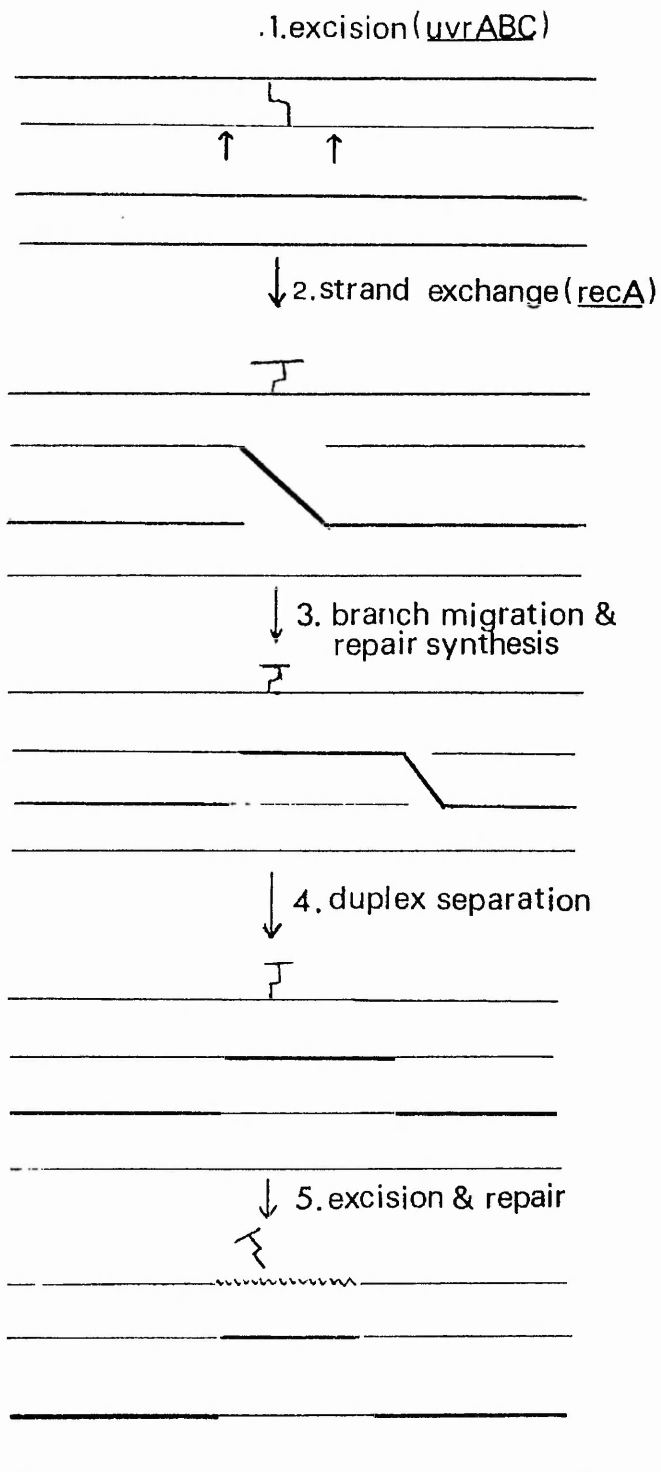 .1.excision(uvrABC)
2.strand exchange(recA)
3. branch migration &
repair synthesis
4. duplex separation
5. excision & repair